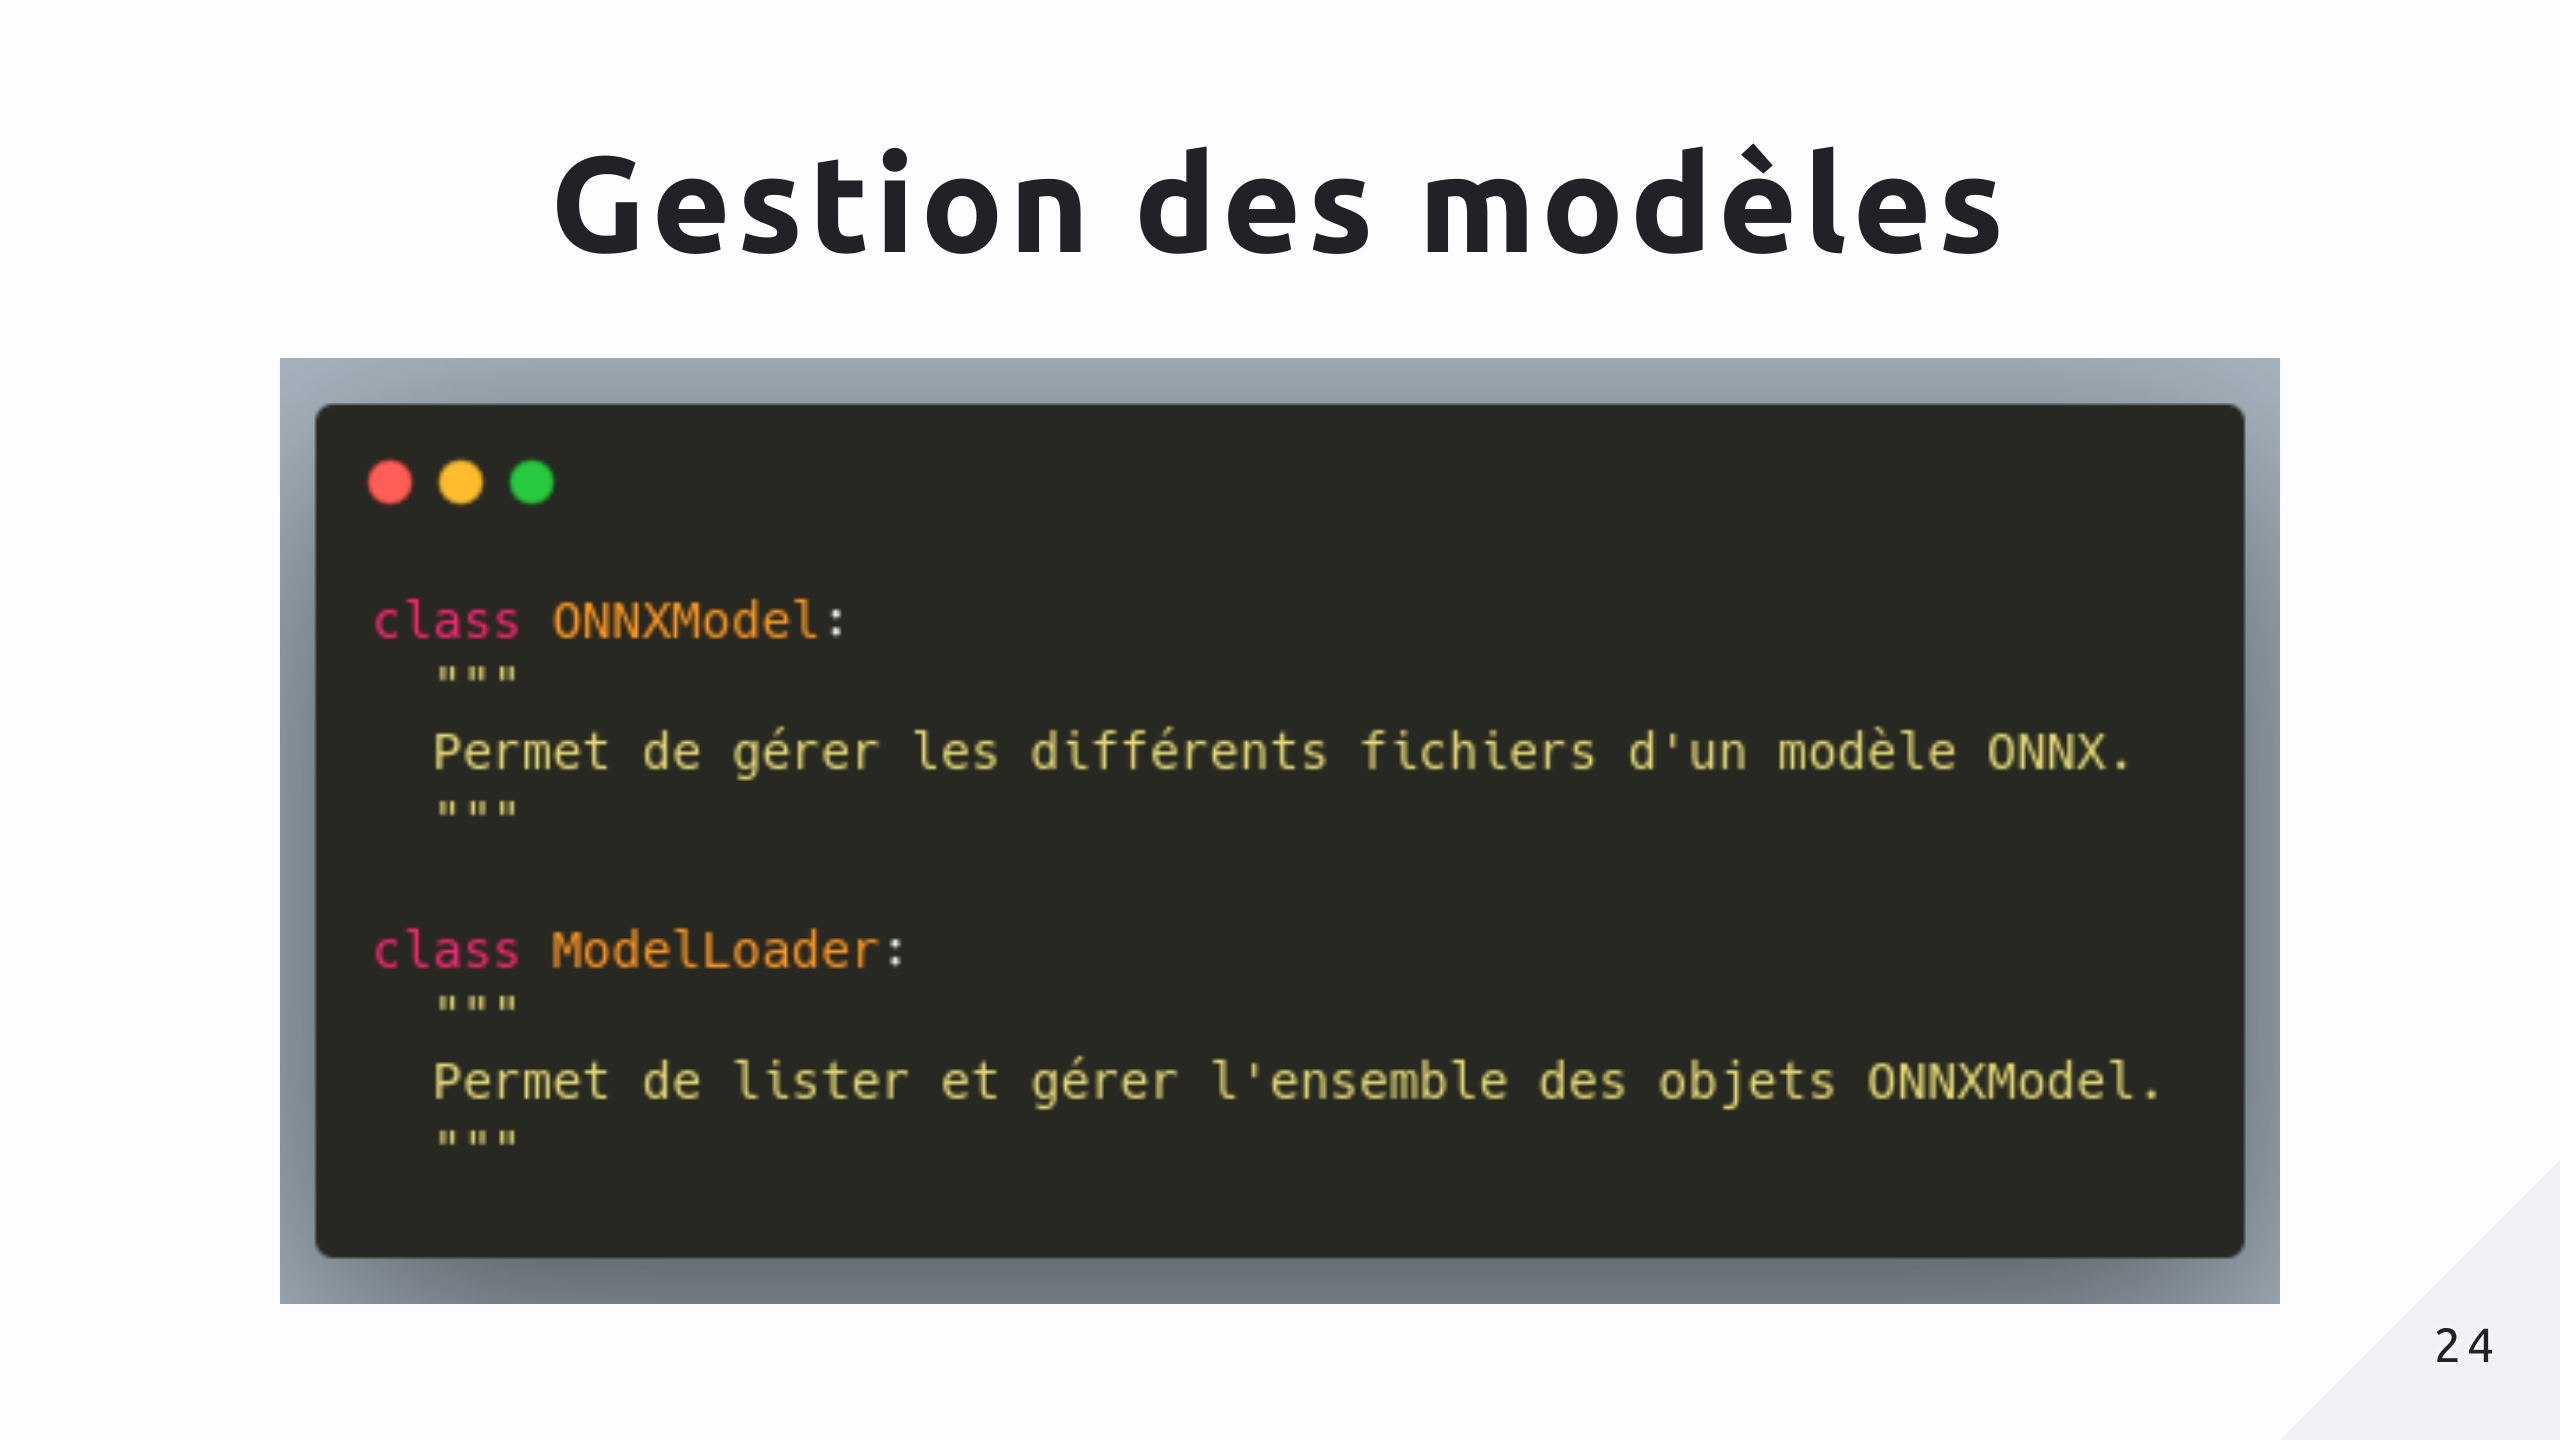 Gestion des modèles
class ONNXModel:
"""
Permet de gérer les différents fichiers d'un modèle ONNX.
"""
class ModelLoader:
"""
Permet de lister et gérer l'ensemble des objets ONNXModel.
"""
24